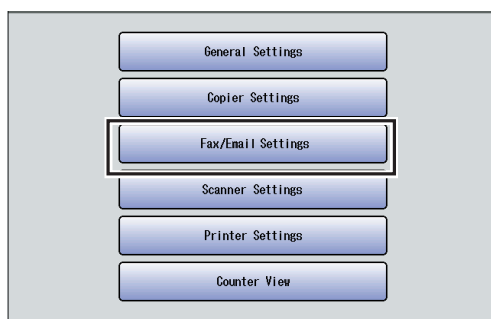 General Settings
Copier Settings
Fax/Email Settings
Scanner Settings
Printer Settings
Counter View